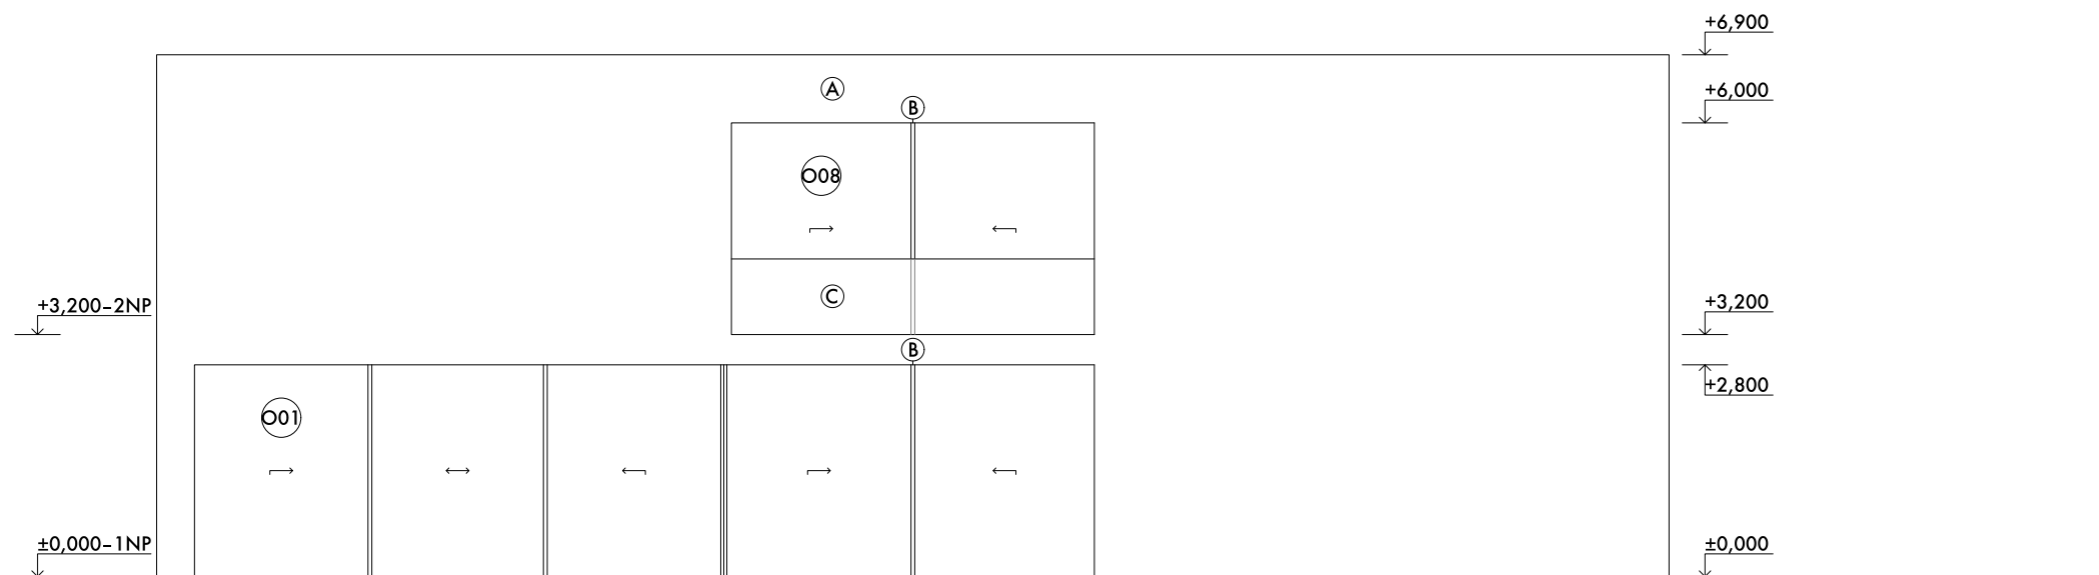 +6,900
A
+6,000
B
O08
C
+3,200-2NP
+3,200
B
+2,800
O01
±0,000-1NP
±0,000